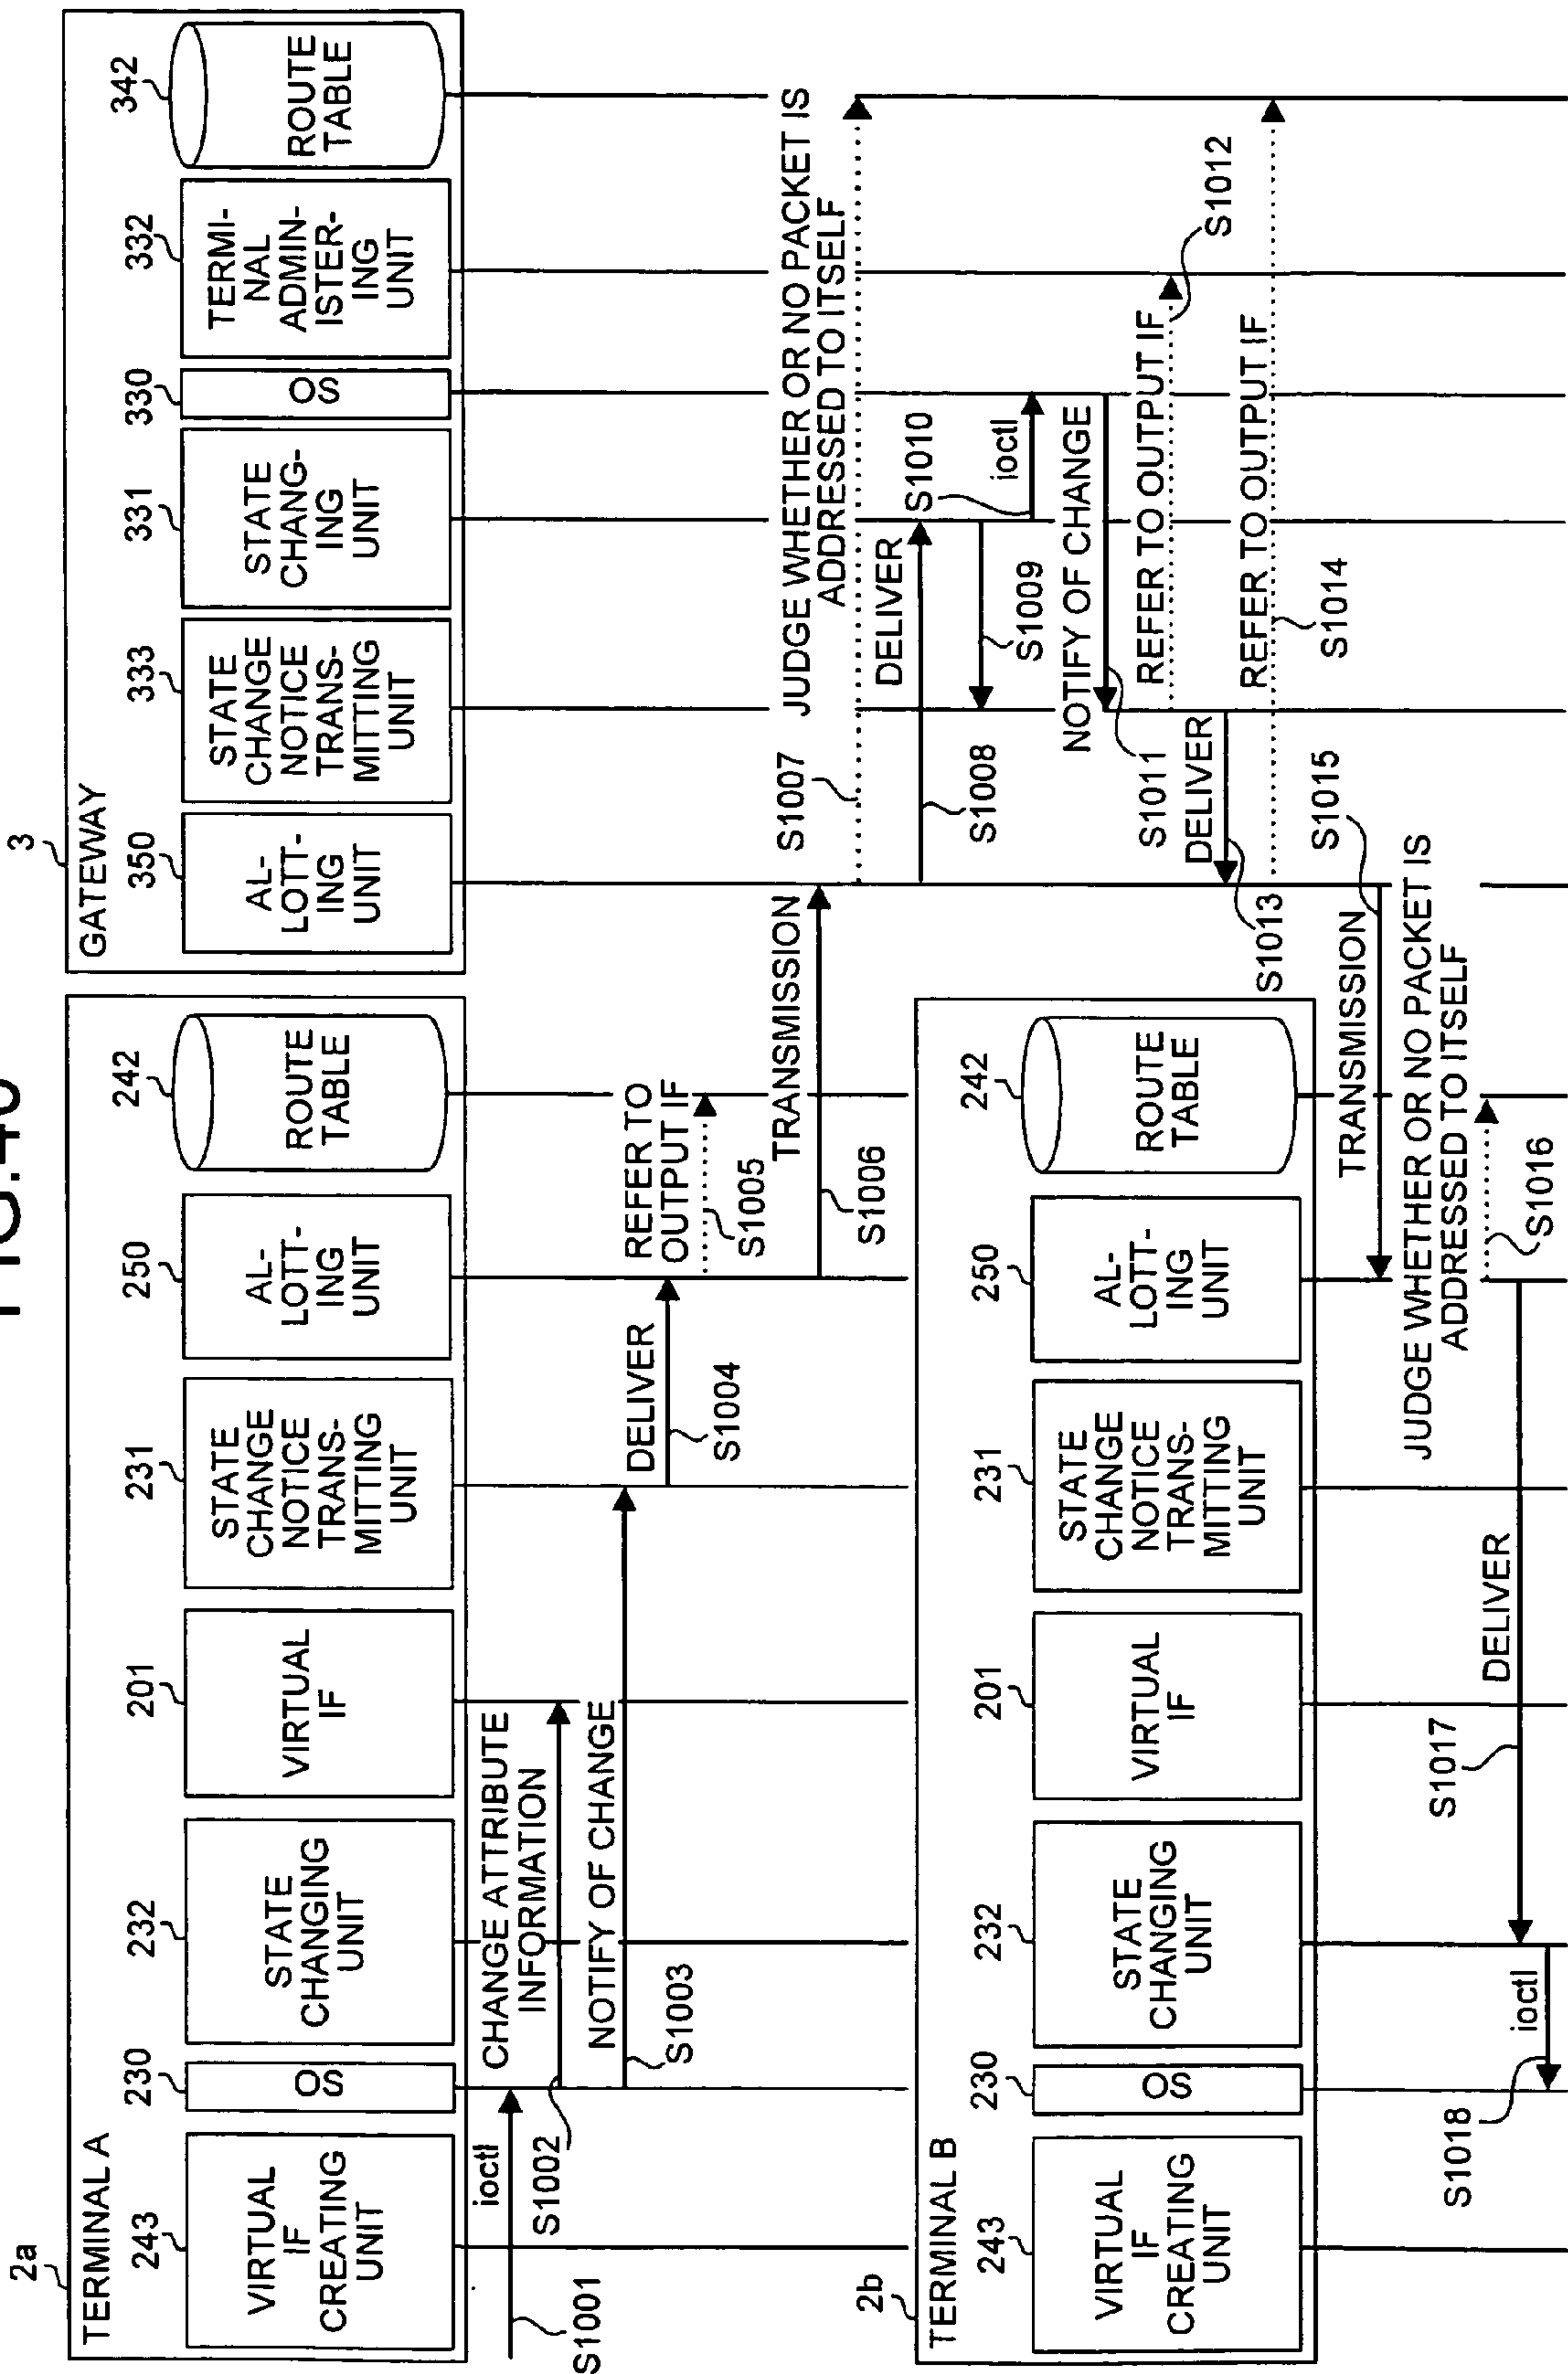 2a
TERMINAL A
243
VIRTUAL
IF
CREATING
UNIT
230
OS
232
STATE
CHANGING
UNIT
201
VIRTUAL
IF
231
STATE
CHANGE
NOTICE
TRANS-
MITTING
UNIT
250
AL-
LOTT-
ING
UNIT
242
ROUTE
TABLE
3
GATEWAY
350
AL-
LOTT-
ING
UNIT
333
STATE
CHANGE
NOTICE
TRANS-
MITTING
UNIT
331
STATE
CHANG-
ING
UNIT
330
OS
332
TERMI-
NAL
ADMIN-
ISTER-
ING
UNIT
342
ROUTE
TABLE
ioctl
S1001
CHANGE ATTRIBUTE
INFORMATION
S1002
NOTIFY OF CHANGE
S1003
DELIVER
S1004
REFER TO
OUTPUT IF
S1005
TRANSMISSION
S1006
JUDGE WHETHER OR NO PACKET IS
ADDRESSED TO ITSELF
S1007
DELIVER
S1008
S1009
S1010
ioctl
NOTIFY OF CHANGE
S1011
REFER TO OUTPUT IF
S1012
DELIVER
S1013
REFER TO OUTPUT IF
S1014
2b
TERMINAL B
243
VIRTUAL
IF
CREATING
UNIT
230
OS
232
STATE
CHANGING
UNIT
201
VIRTUAL
IF
231
STATE
CHANGE
NOTICE
TRANS-
MITTING
UNIT
250
AL-
LOTT-
ING
UNIT
242
ROUTE
TABLE
TRANSMISSION
S1015
JUDGE WHETHER OR NO PACKET IS
ADDRESSED TO ITSELF
S1016
DELIVER
S1017
ioctl
S1018